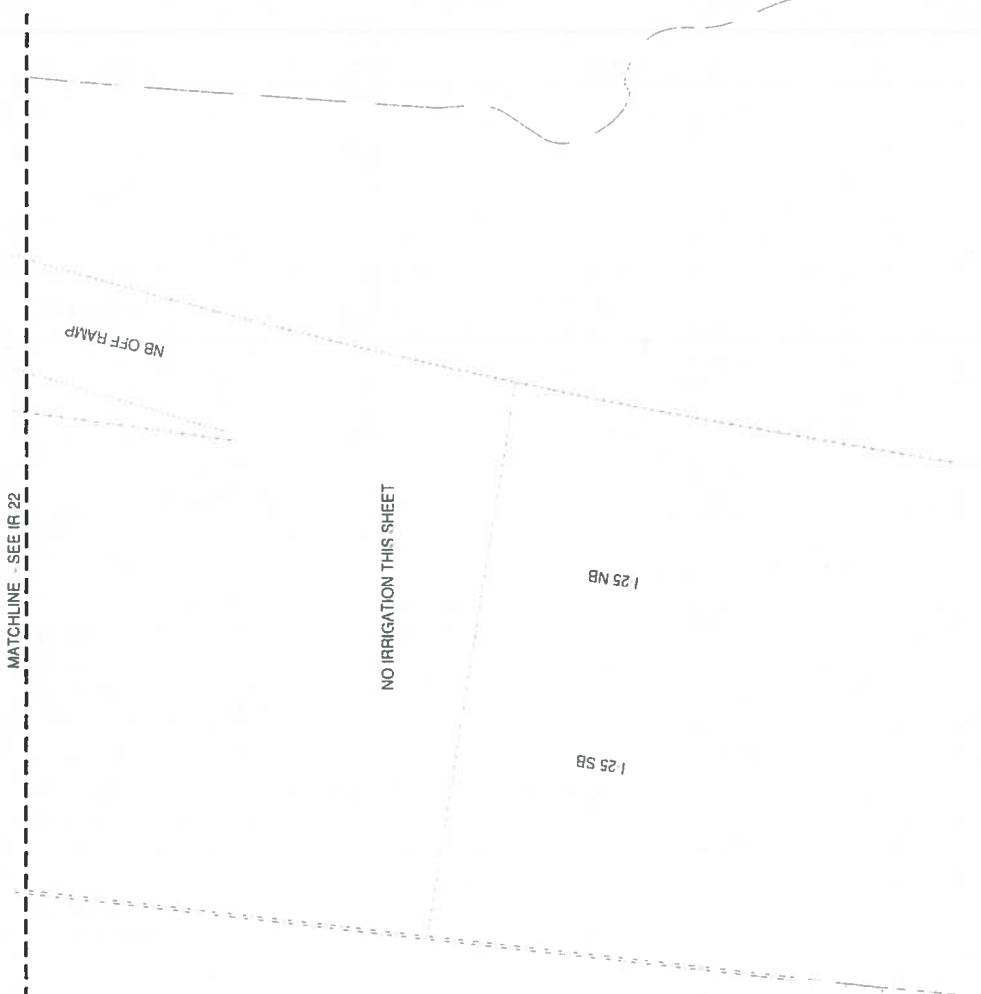 NB OFF RAMP
MATCHLINE - SEE IR 22
NO IRRIGATION THIS SHEET
I-25 NB
I-25 SB